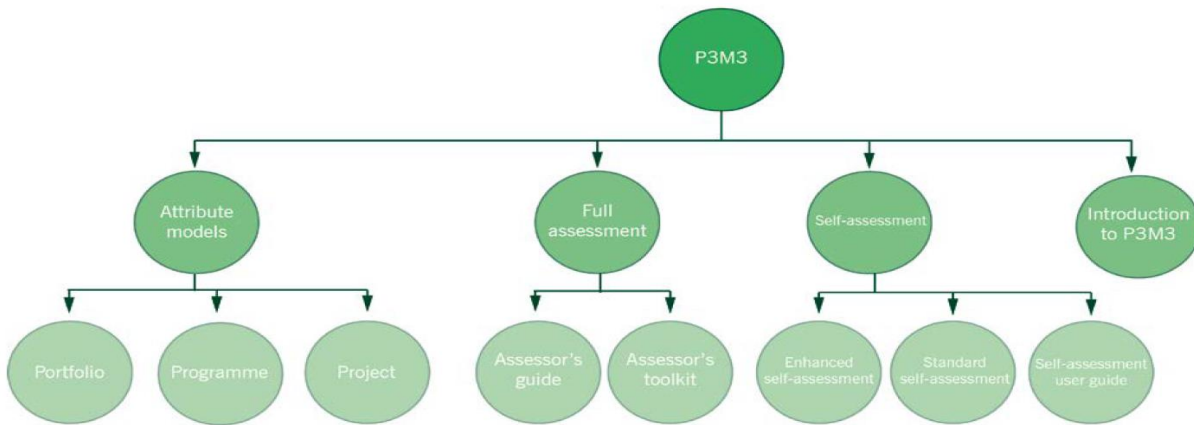 P3M3
Attribute
models
Full
assessment
Self-assessment
Introduction
to P3M3
Portfolio
Programme
Project
Assessor's
guide
Assessor's
toolkit
Enhanced
self-assessment
Standard
self-assessment
Self-assessment
user guide